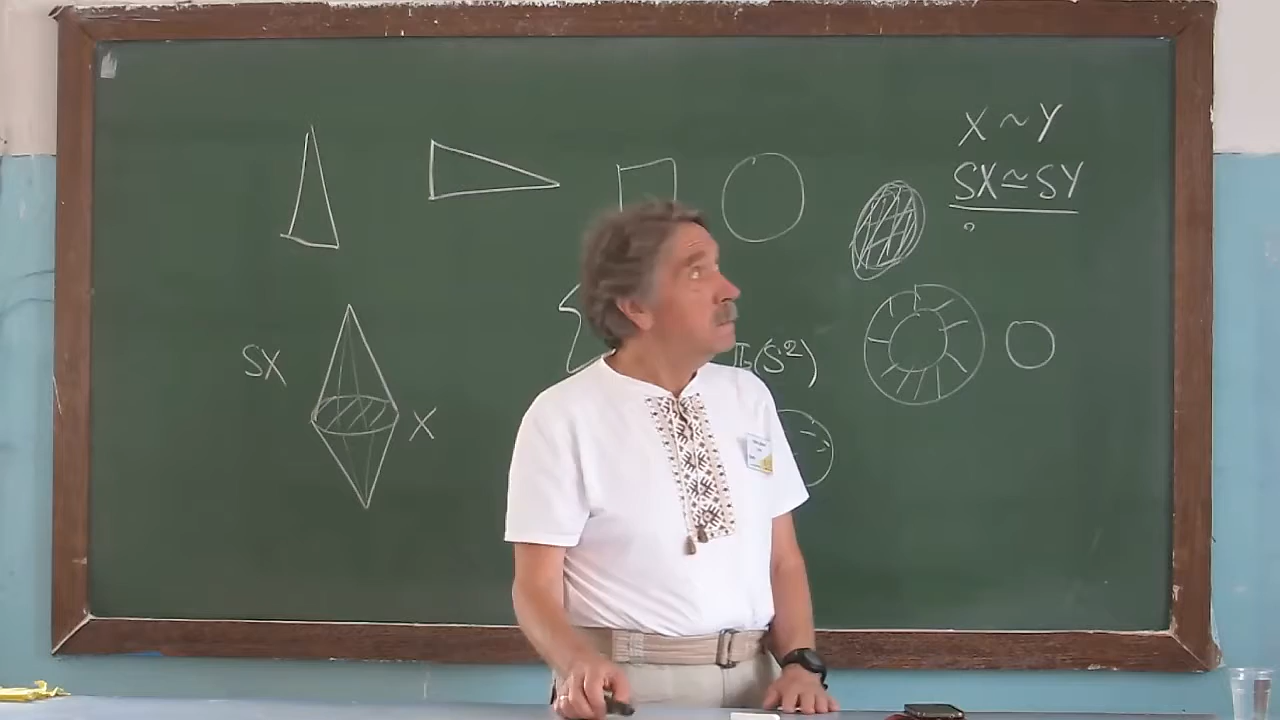 X ~ Y
SX ≃ SY
SX
X
(S²)